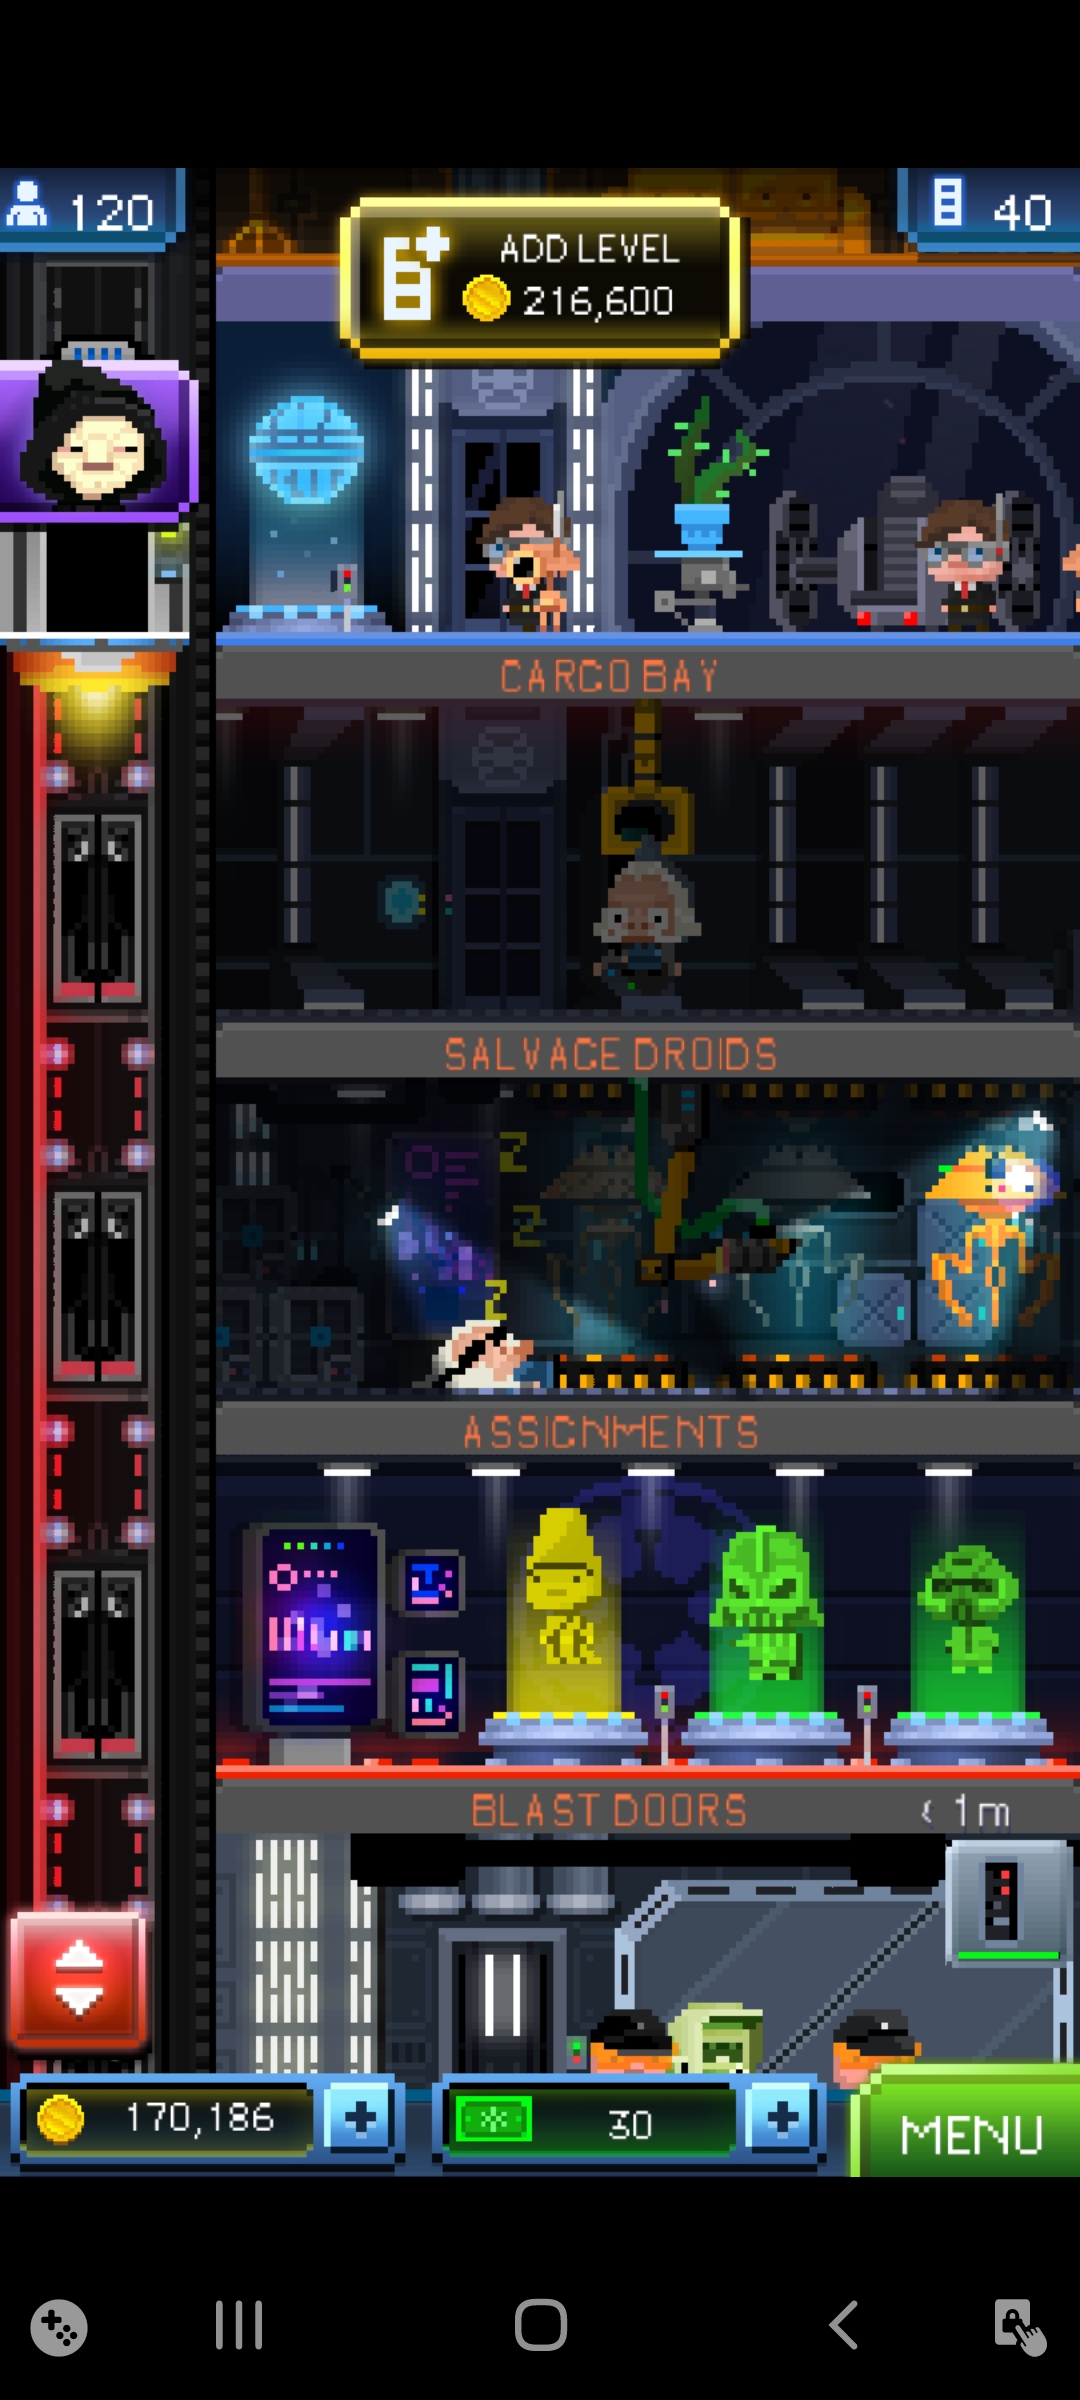 120
ADD LEVEL
216,600
40
CARGO BAY
SALVAGE DROIDS
Z
Z
Z
ASSIGNMENTS
BLAST DOORS < 1m
170,186
30
MENU